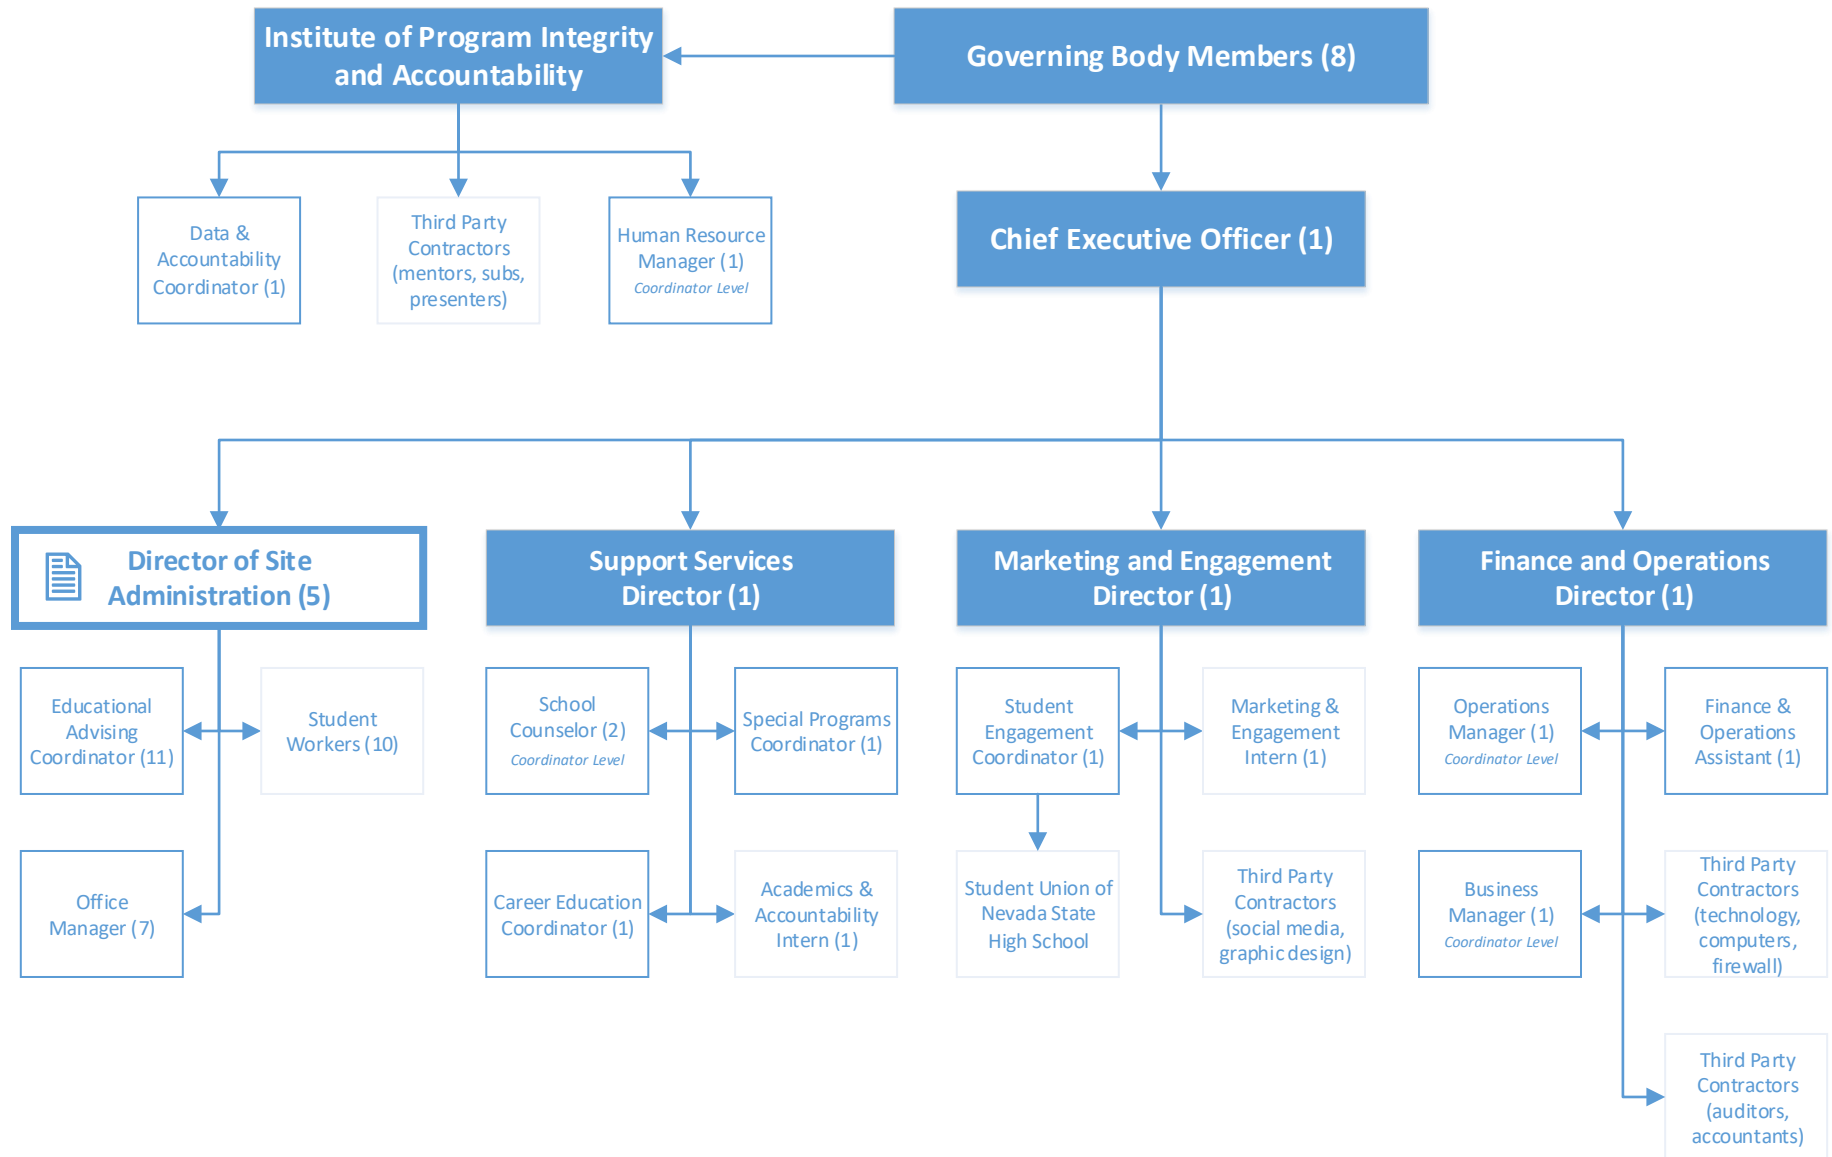 Institute of Program Integrity
and Accountability
Governing Body Members (8)
Data &
Accountability
Coordinator (1)
Third Party
Contractors
(mentors, subs,
presenters)
Human Resource
Manager (1)
Coordinator Level
Chief Executive Officer (1)
Director of Site
Administration (5)
Support Services
Director (1)
Marketing and Engagement
Director (1)
Finance and Operations
Director (1)
Educational
Advising
Coordinator (11)
Student
Workers (10)
School
Counselor (2)
Coordinator Level
Special Programs
Coordinator (1)
Student
Engagement
Coordinator (1)
Marketing &
Engagement
Intern (1)
Operations
Manager (1)
Coordinator Level
Finance &
Operations
Assistant (1)
Office
Manager (7)
Career Education
Coordinator (1)
Academics &
Accountability
Intern (1)
Student Union of
Nevada State
High School
Third Party
Contractors
(social media,
graphic design)
Business
Manager (1)
Coordinator Level
Third Party
Contractors
(technology,
computers,
firewall)
Third Party
Contractors
(auditors,
accountants)